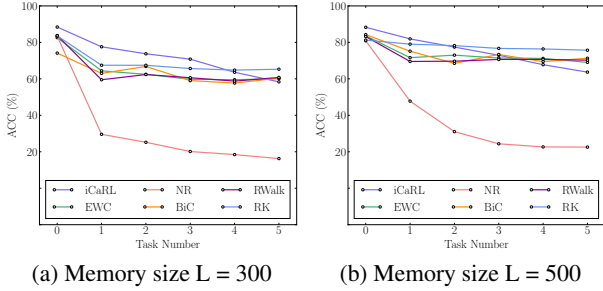 100
80
60
40
20
ACC (%)
iCaRL
NR
RWalk
EWC
BiC
RK
0 1 2 3 4 5
Task Number
(a) Memory size L = 300
100
80
60
40
20
ACC (%)
iCaRL
NR
RWalk
EWC
BiC
RK
0 1 2 3 4 5
Task Number
(b) Memory size L = 500